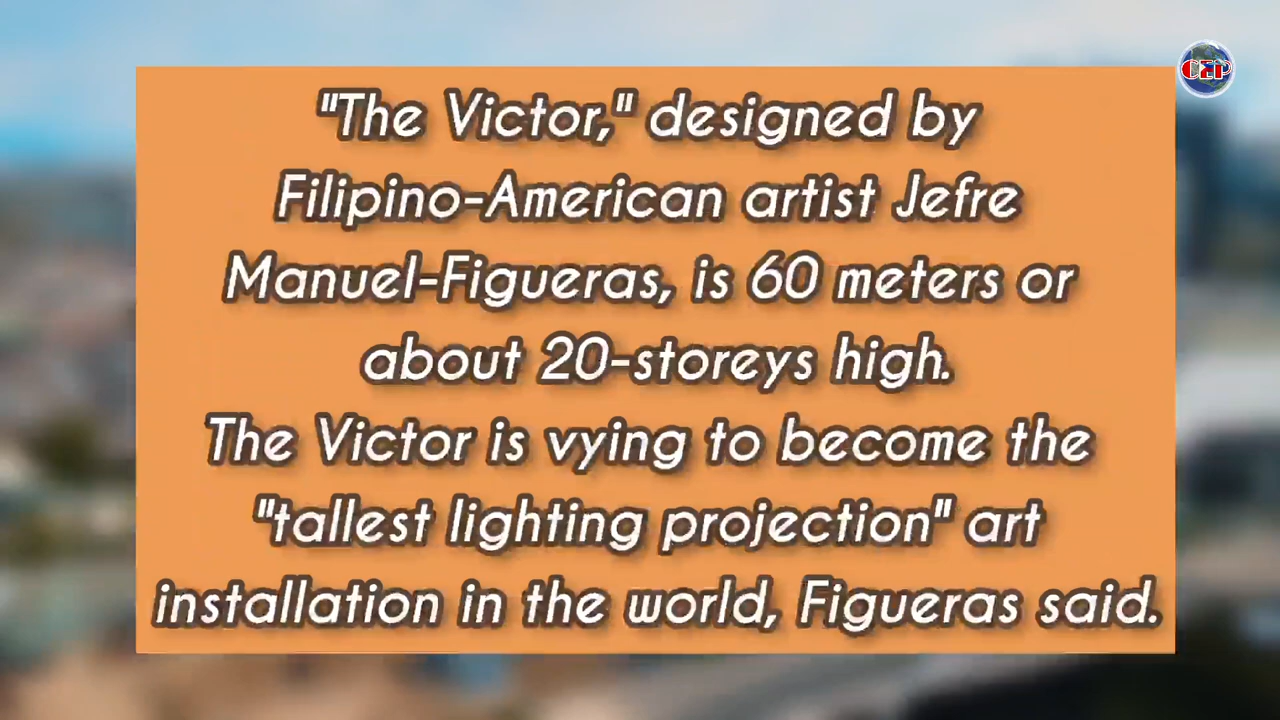 "The Victor," designed by
Filipino-American artist Jefre
Manuel-Figueras, is 60 meters or
about 20-storeys high.
The Victor is vying to become the
"tallest lighting projection" art
installation in the world, Figueras said.
CEP